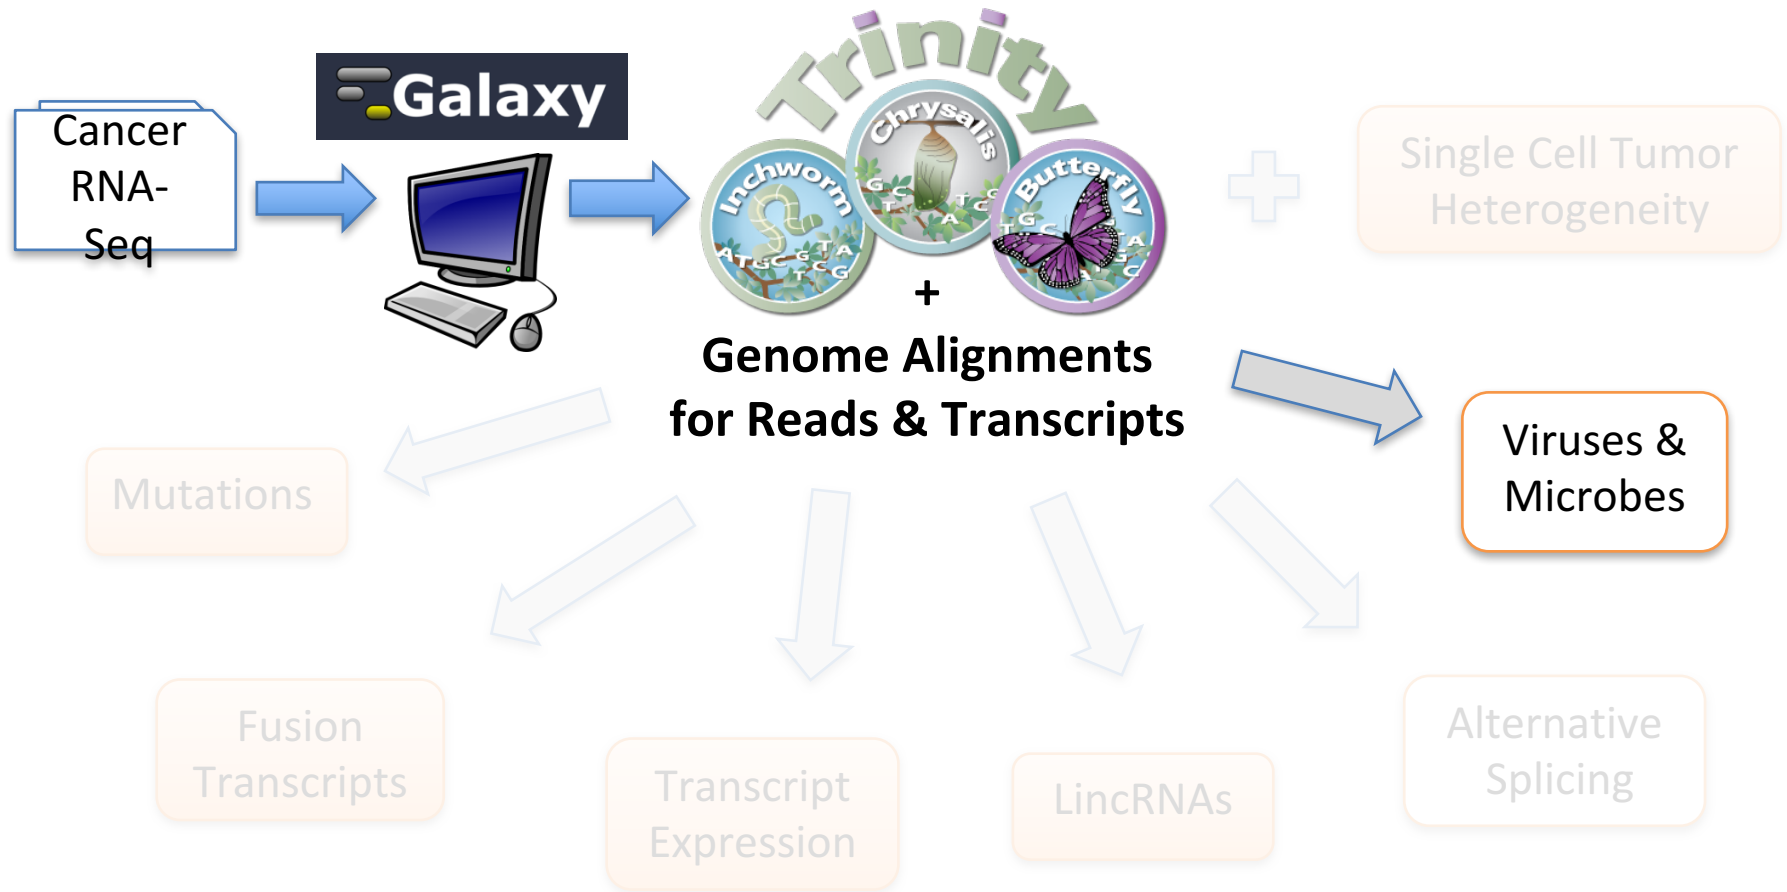 Cancer
RNA-
Seq
Galaxy
Trinity
Inchworm
Chrysalis
Butterfly
+
Genome Alignments
for Reads & Transcripts
Single Cell Tumor
Heterogeneity
Viruses &
Microbes
Mutations
Fusion
Transcripts
Transcript
Expression
LincRNAs
Alternative
Splicing